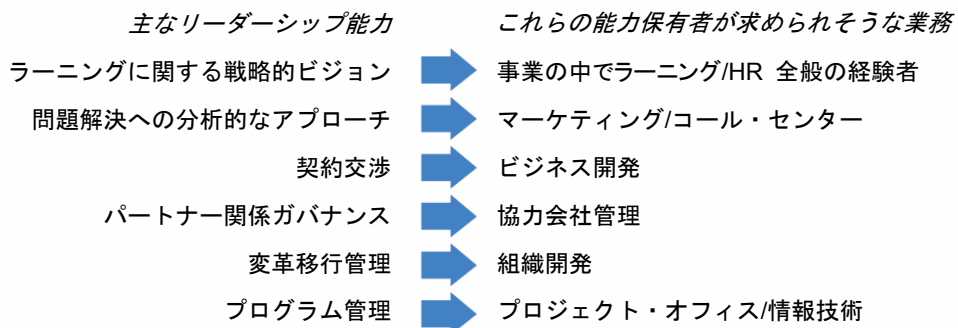 主なリーダーシップ能力 これらの能力保有者が求められそうな業務
ラーニングに関する戦略的ビジョン 事業の中でラーニング/HR 全般の経験者
問題解決への分析的なアプローチ マーケティング/コール・センター
契約交渉 ビジネス開発
パートナー関係ガバナンス 協力会社管理
変革移行管理 組織開発
プログラム管理 プロジェクト・オフィス/情報技術